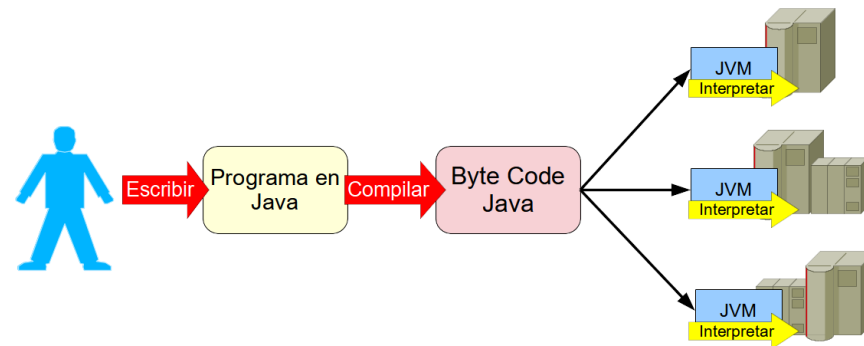 Escribir
Programa en
Java
Compilar
Byte Code
Java
JVM
Interpretar
JVM
Interpretar
JVM
Interpretar